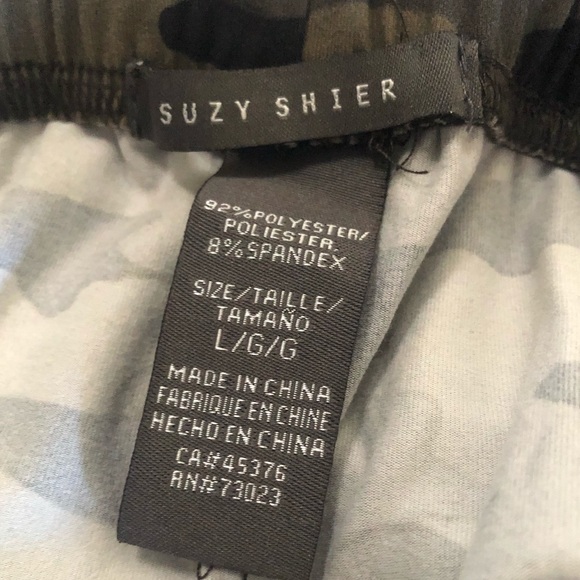 SUZY SHIER
92%POLYESTER/
POLIESTER.
8%SPANDEX
SIZE/TAILLE/
TAMAÑO
L/G/G
MADE IN CHINA
FABRIQUE EN CHINE
HECHO EN CHINA
CA#45376
RN#73023